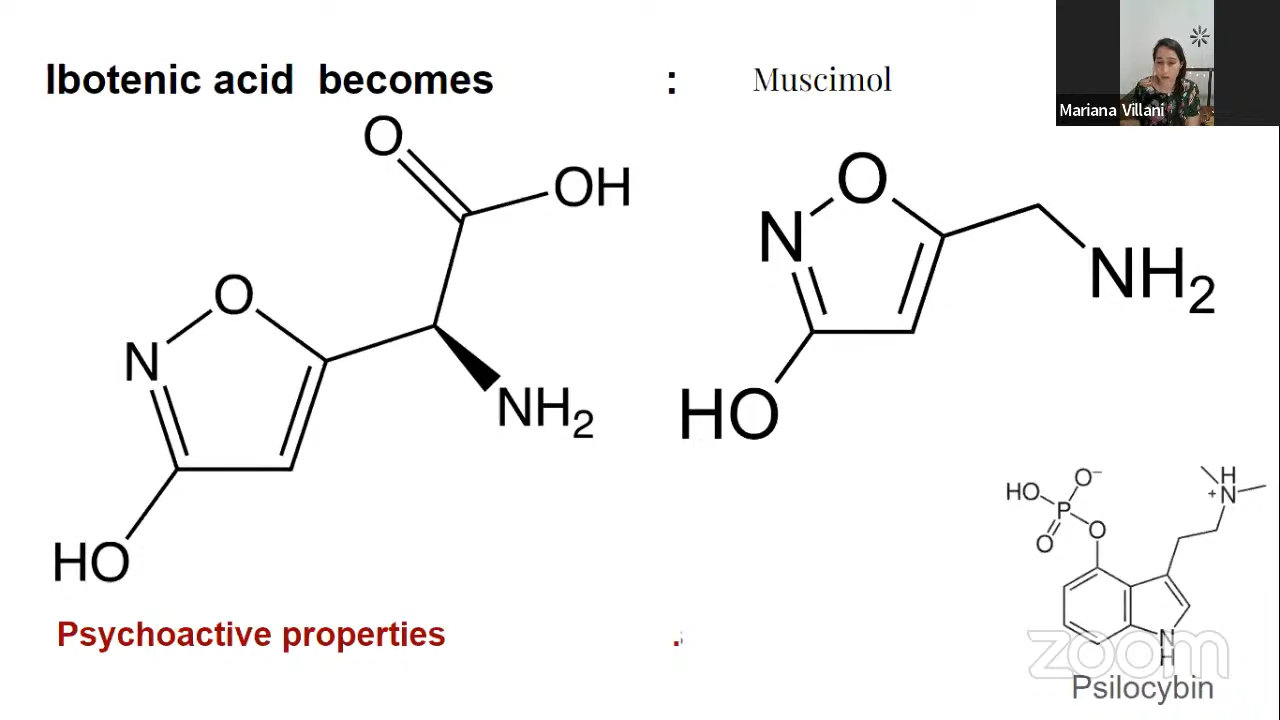 Ibotenic acid becomes : Muscimol
Mariana Villani
O
OH
O
N
NH2
HO
O
N
NH2
HO
HO
O−
P
O
O
H
N
+
N
H
Psychoactive properties .
zoom
Psilocybin